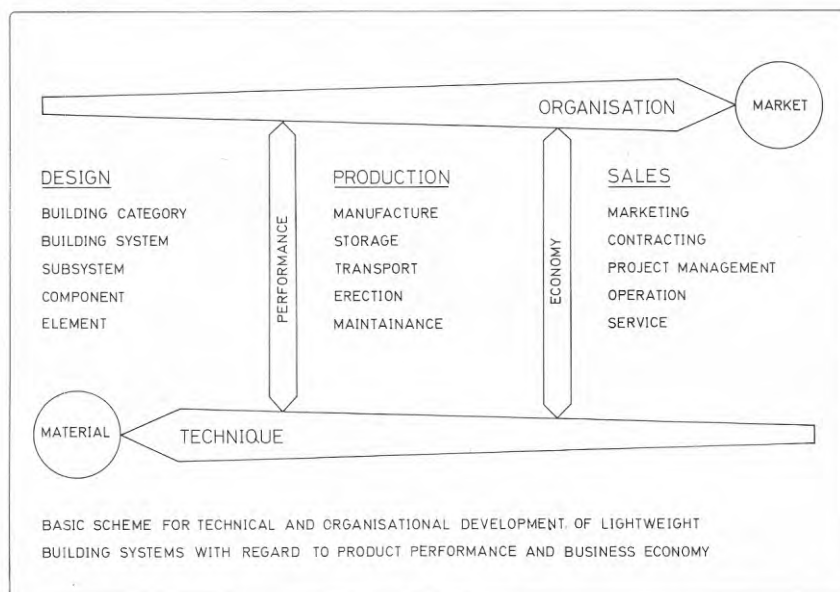 ORGANISATION
MARKET
DESIGN
BUILDING CATEGORY
BUILDING SYSTEM
SUBSYSTEM
COMPONENT
ELEMENT
PERFORMANCE
PRODUCTION
MANUFACTURE
STORAGE
TRANSPORT
ERECTION
MAINTAINANCE
ECONOMY
SALES
MARKETING
CONTRACTING
PROJECT MANAGEMENT
OPERATION
SERVICE
MATERIAL
TECHNIQUE
BASIC SCHEME FOR TECHNICAL AND ORGANISATIONAL DEVELOPMENT OF LIGHTWEIGHT
BUILDING SYSTEMS WITH REGARD TO PRODUCT PERFORMANCE AND BUSINESS ECONOMY